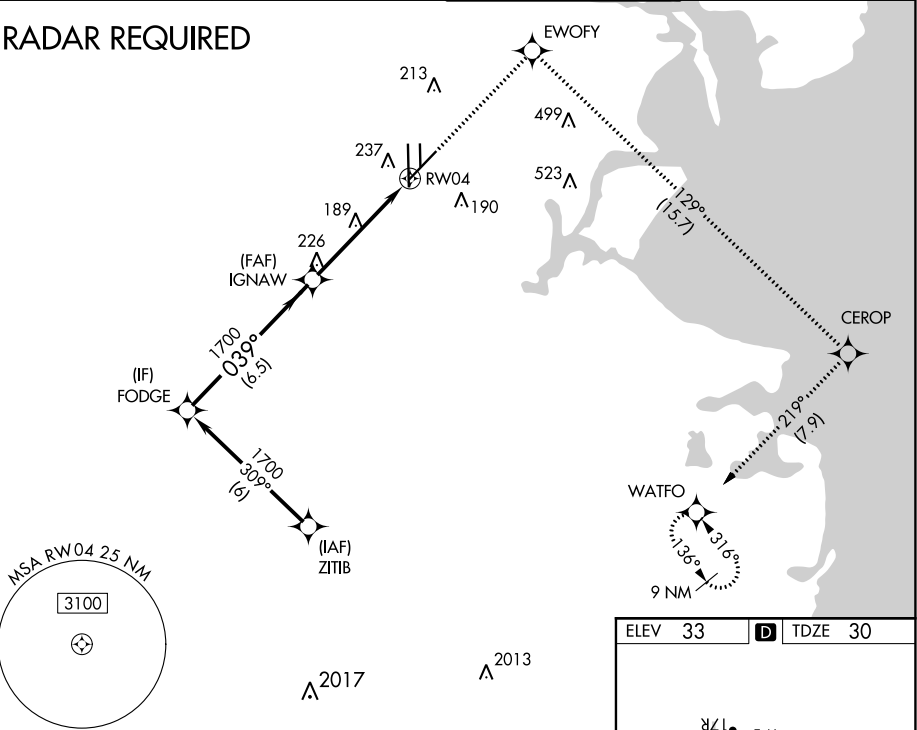 RADAR REQUIRED
EWOFY
213
499
237
RW04
523
190
129°
(15.7)
189
226
(FAF)
IGNAW
CEROP
1700
039°
(6.5)
(IF)
FODGE
219°
(7.9)
1700
309°
(6)
WATFO
(IAF)
ZITIB
136°
316°
9 NM
MSA RW04 25 NM
3100
ELEV 33 D TDZE 30
2017
2013
17R